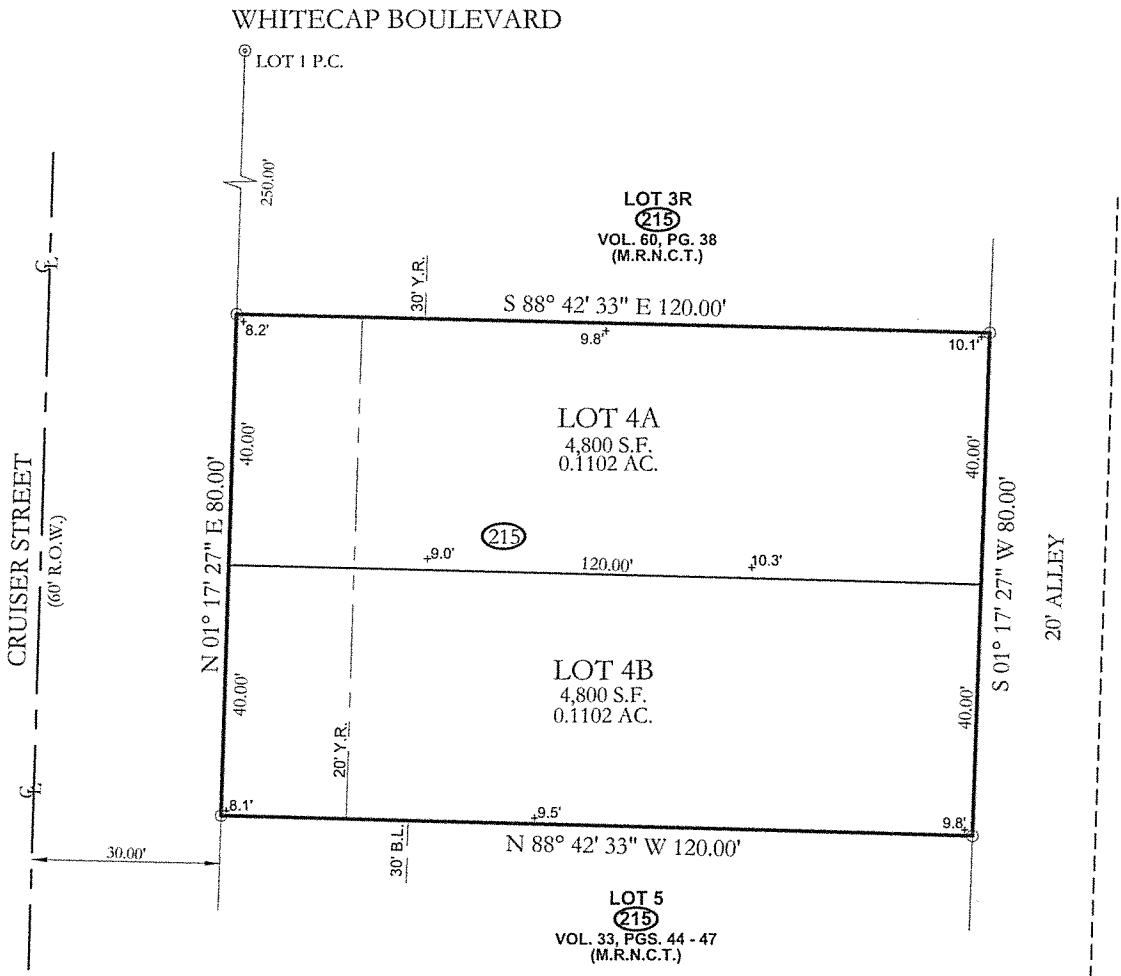 WHITECAP BOULEVARD
LOT 1 P.C.
250.00'
LOT 3R
215
VOL. 60, PG. 38
(M.R.N.C.T.)
30' Y.R.
S 88° 42' 33" E 120.00'
8.2'
9.8'
10.1'
LOT 4A
4,800 S.F.
0.1102 AC.
40.00'
40.00'
CRUISER STREET
(60' R.O.W.)
N 01° 17' 27" E 80.00'
215
9.0'
120.00'
10.3'
S 01° 17' 27" W 80.00'
20' ALLEY
LOT 4B
4,800 S.F.
0.1102 AC.
40.00'
40.00'
20' Y.R.
8.1'
9.5'
9.8'
N 88° 42' 33" W 120.00'
30.00'
30' B.L.
LOT 5
215
VOL. 33, PGS. 44 - 47
(M.R.N.C.T.)
CL
CL